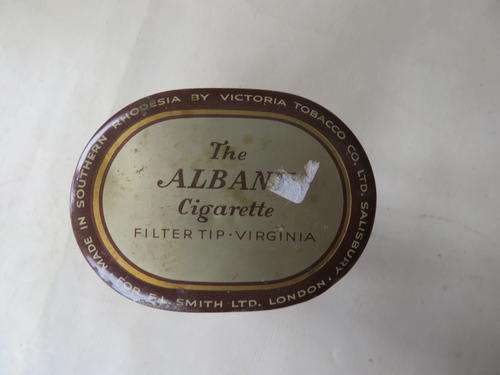 The
ALBANY
Cigarette
FILTER TIP · VIRGINIA
MADE IN SOUTHERN RHODESIA BY VICTORIA TOBACCO CO. LTD. SALISBURY ·
FOR F.L. SMITH LTD. LONDON ·